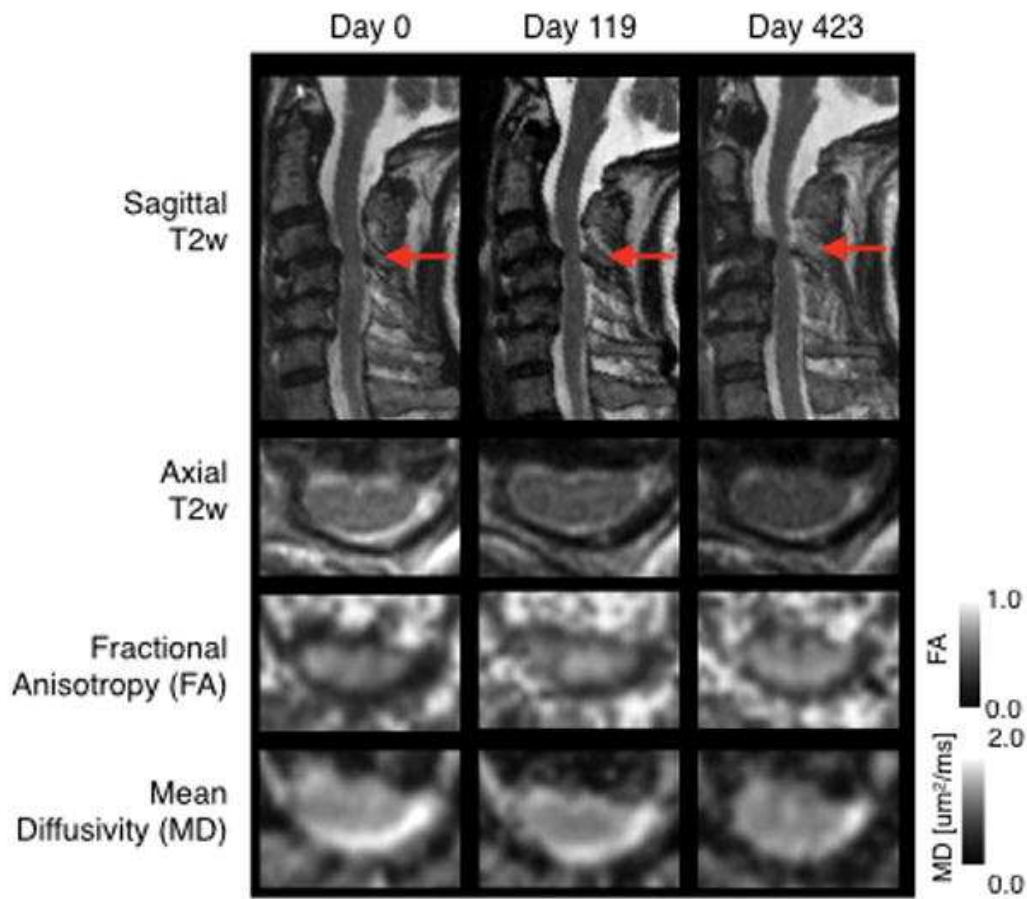 Day 0
Day 119
Day 423
Sagittal
T2w
Axial
T2w
Fractional
Anisotropy (FA)
FA
1.0
0.0
Mean
Diffusivity (MD)
MD [um²/ms]
2.0
0.0